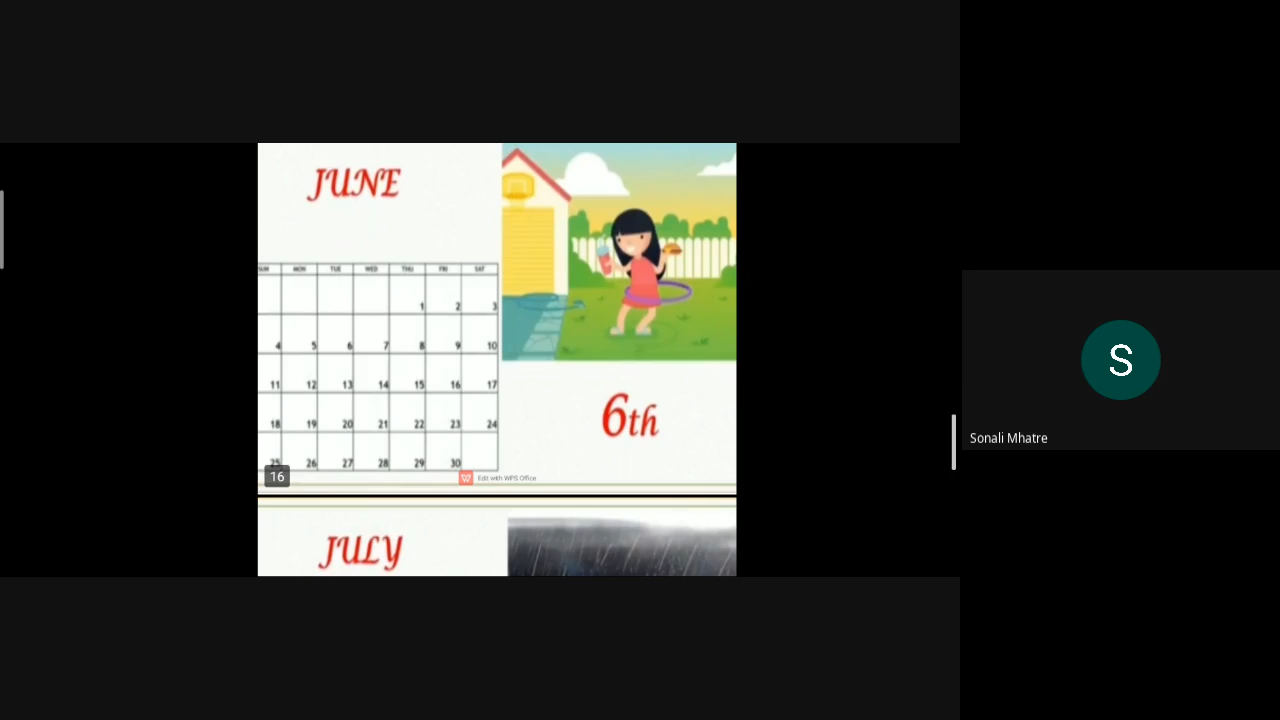 JUNE
SUN MON TUE WED THU FRI SAT
1 2 3
4 5 6 7 8 9 10
11 12 13 14 15 16 17
18 19 20 21 22 23 24
25 26 27 28 29 30
6th
16
W Edit with WPS Office
JULY
S
Sonali Mhatre